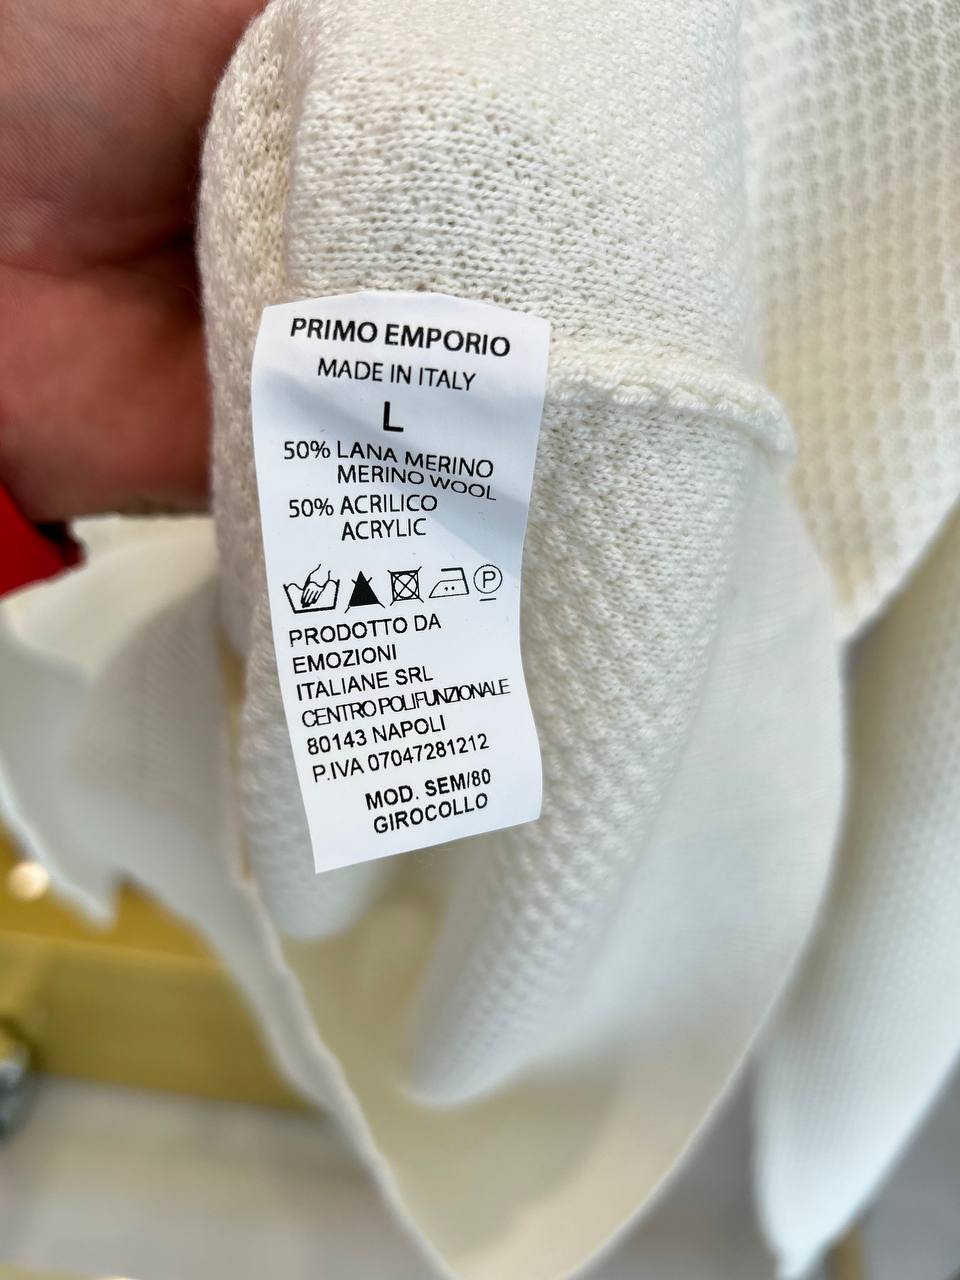 PRIMO EMPORIO
MADE IN ITALY
L
50% LANA MERINO
MERINO WOOL
50% ACRILICO
ACRYLIC
P
PRODOTTO DA
EMOZIONI
ITALIANE SRL
CENTRO POLIFUNZIONALE
80143 NAPOLI
P.IVA 07047281212
MOD. SEM/80
GIROCOLLO